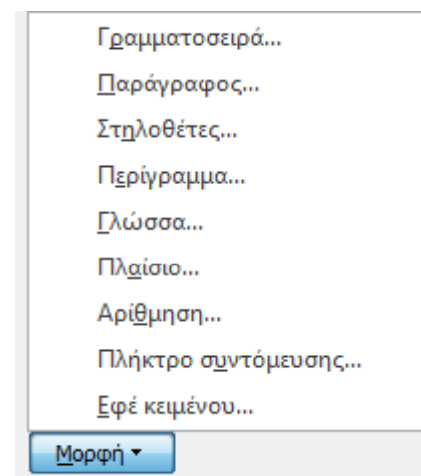 Γραμματοσειρά...
Παράγραφος...
Στηλοθέτες...
Περίγραμμα...
Γλώσσα...
Πλαίσιο...
Αρίθμηση...
Πλήκτρο συντόμευσης...
Εφέ κειμένου...
Μορφή